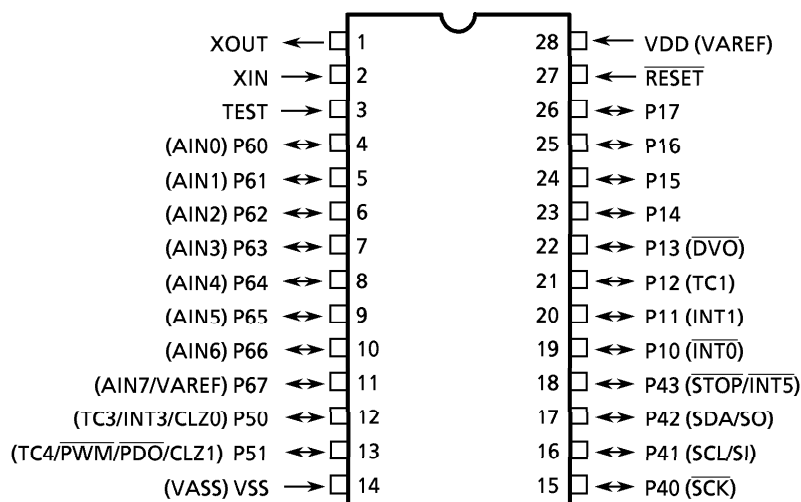 XOUT 1 28 VDD (VAREF)
XIN 2 27 RESET
TEST 3 26 P17
(AIN0) P60 4 25 P16
(AIN1) P61 5 24 P15
(AIN2) P62 6 23 P14
(AIN3) P63 7 22 P13 (DVO)
(AIN4) P64 8 21 P12 (TC1)
(AIN5) P65 9 20 P11 (INT1)
(AIN6) P66 10 19 P10 (INT0)
(AIN7/VAREF) P67 11 18 P43 (STOP/INT5)
(TC3/INT3/CLZ0) P50 12 17 P42 (SDA/SO)
(TC4/PWM/PDO/CLZ1) P51 13 16 P41 (SCL/SI)
(VASS) VSS 14 15 P40 (SCK)